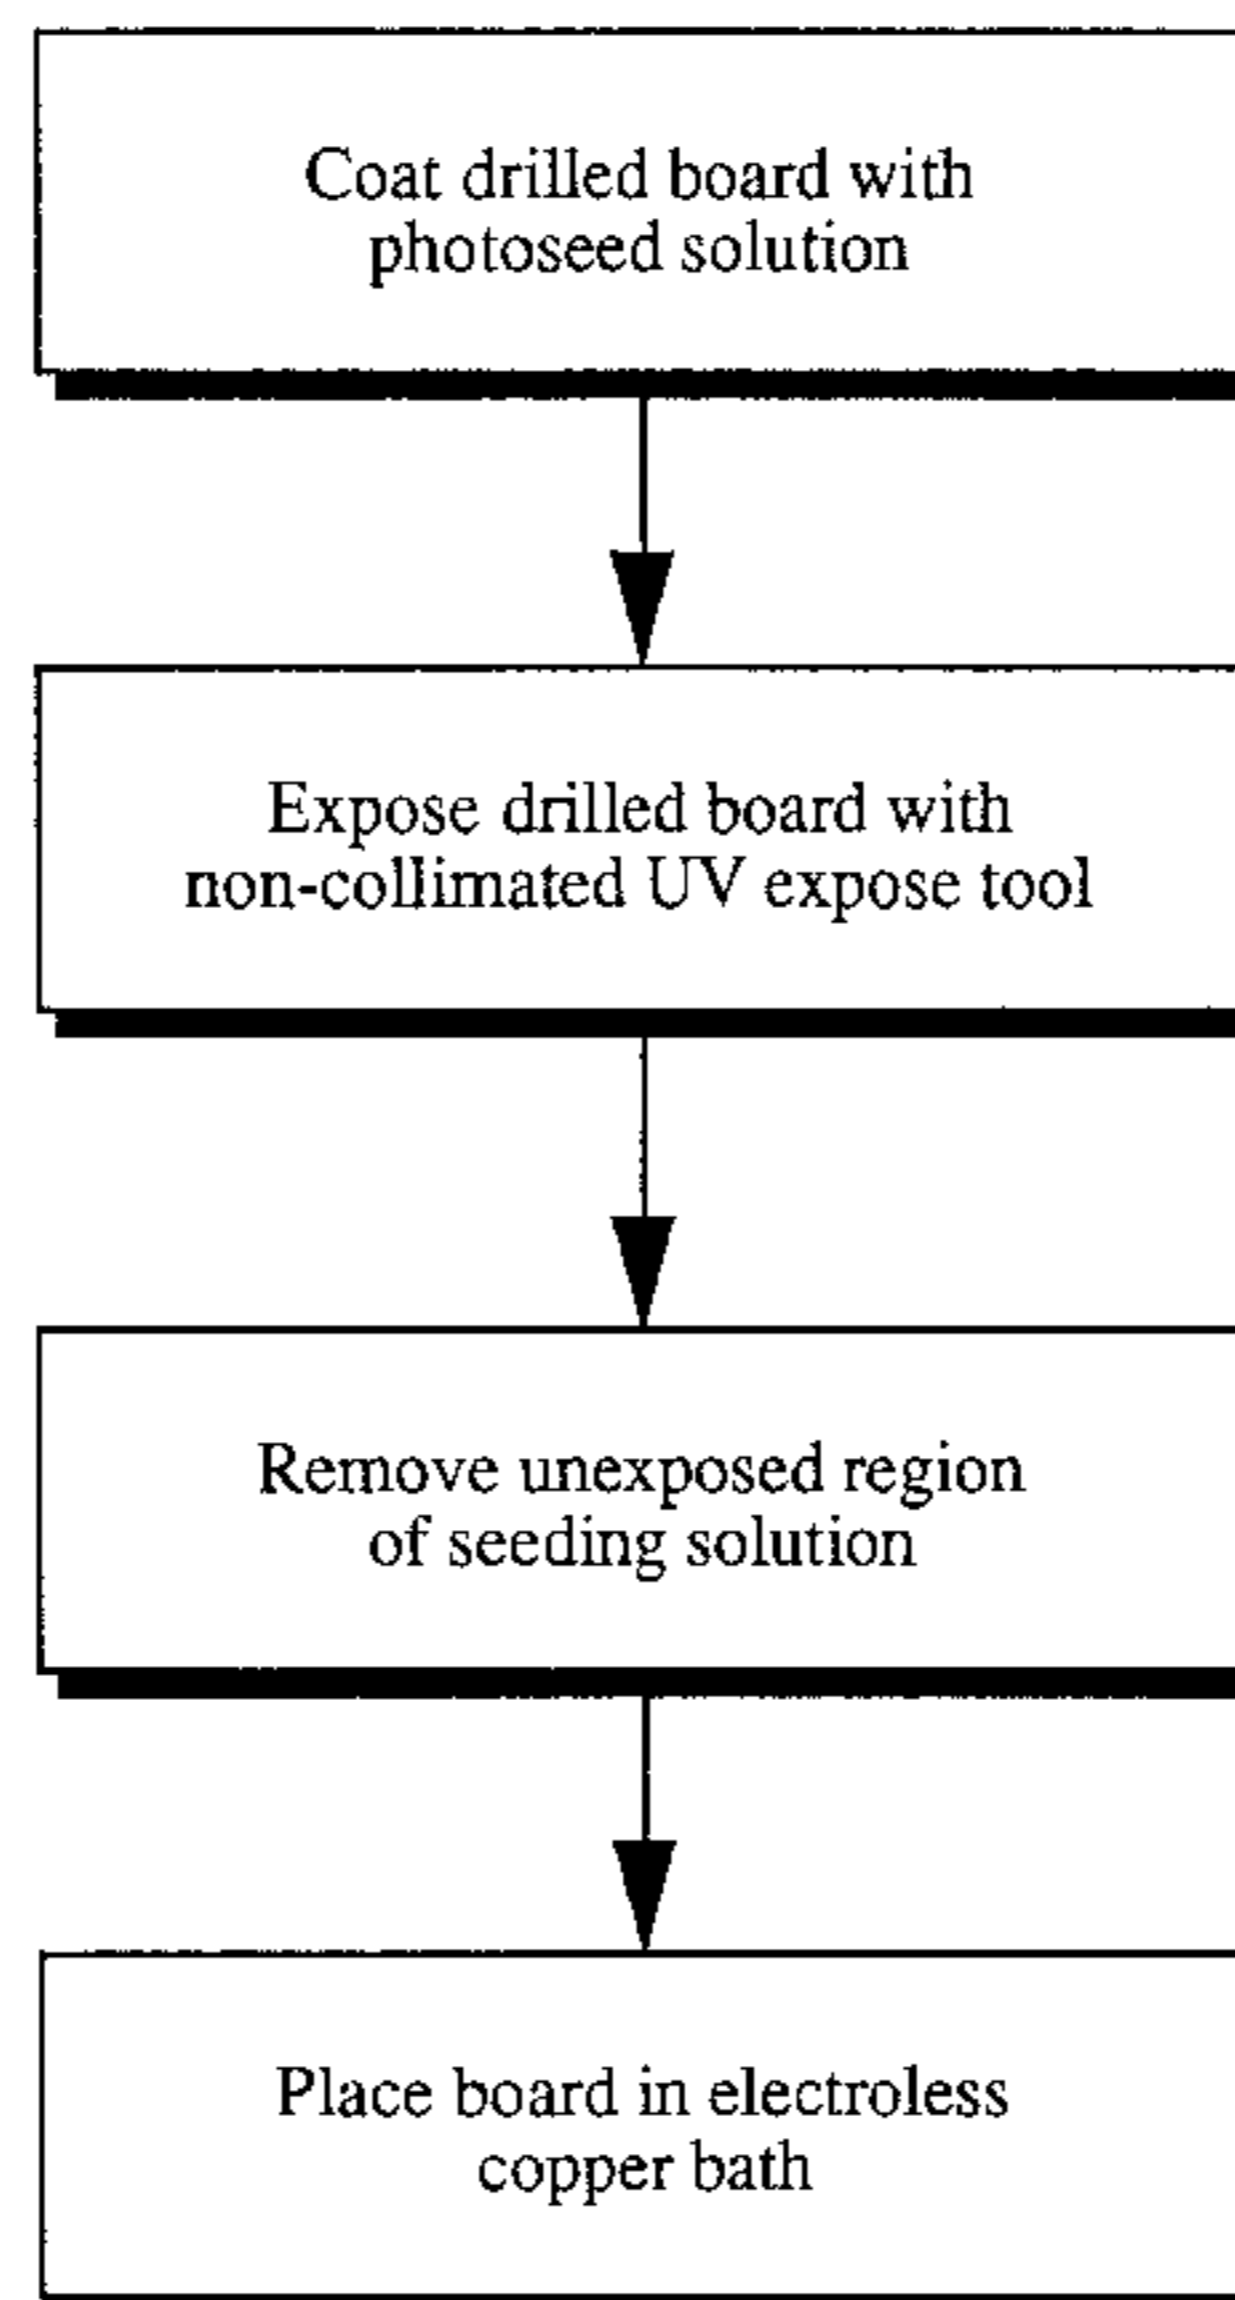 Coat drilled board with
photoseed solution
Expose drilled board with
non-collimated UV expose tool
Remove unexposed region
of seeding solution
Place board in electroless
copper bath